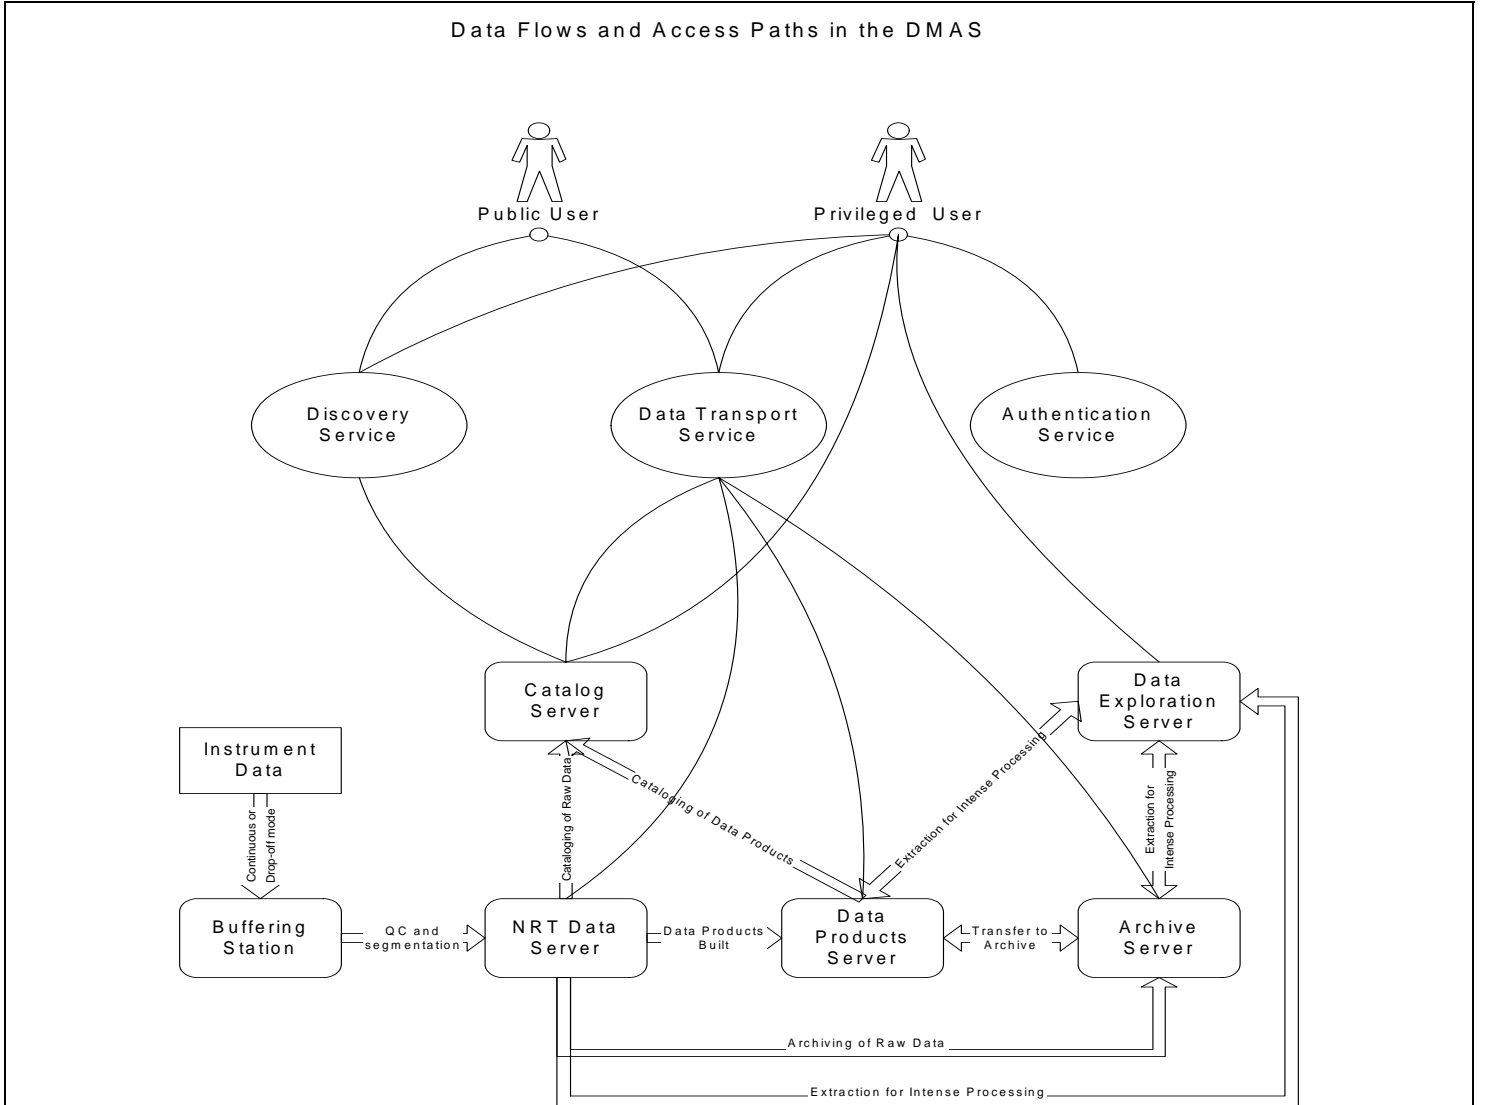 Data Flows and Access Paths in the DMAS
Public User
Privileged User
Discovery
Service
Data Transport
Service
Authentication
Service
Catalog
Server
Data
Exploration
Server
Instrument
Data
Continuous or
Drop-off mode
Cataloging of Raw Data
Cataloging of Data Products
Extraction for Intense Processing
Extraction for
Intense Processing
Buffering
Station
QC and
segmentation
NRT Data
Server
Data Products
Built
Data
Products
Server
Transfer to
Archive
Archive
Server
Archiving of Raw Data
Extraction for Intense Processing